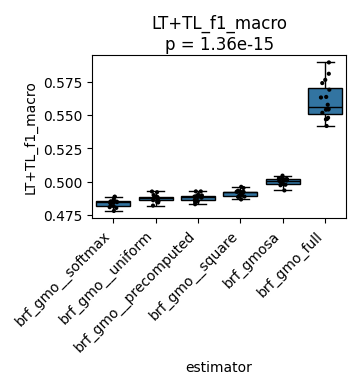 LT+TL_f1_macro
p = 1.36e-15
LT+TL_f1_macro
0.575
0.550
0.525
0.500
0.475
brf_gmo__softmax
brf_gmo__uniform
brf_gmo__precomputed
brf_gmo__square
brf_gmosa
brf_gmo_full
estimator